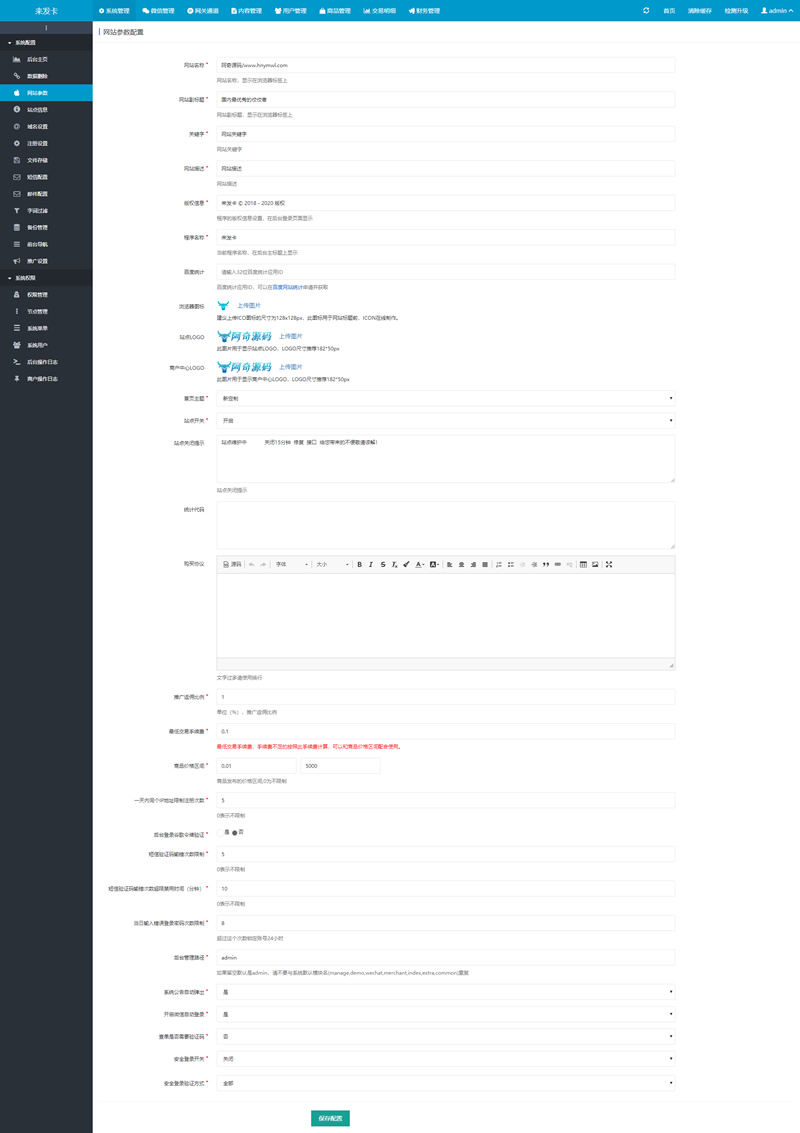 来发卡
系统管理 微信管理 网关通道 内容管理 用户管理 商品管理 交易明细 财务管理
首页 清除缓存 检测升级 admin
系统配置
后台主页
数据删除
网站参数
站点信息
域名设置
注册设置
文件存储
短信配置
邮件配置
字词过滤
备份管理
前台导航
推广设置
系统权限
权限管理
节点管理
系统菜单
系统用户
后台操作日志
商户操作日志
网站参数配置
网站名称 * 阿奇源码/www.hnymwl.com
网站名称，显示在浏览器标签上
网站副标题 * 国内最优秀的佼佼者
网站副标题，显示在浏览器标签上
关键字 * 网站关键字
网站关键字
网站描述 * 网站描述
网站描述
版权信息 * 来发卡 © 2018 - 2020 版权
程序的版权信息设置，在后台登录页面显示
程序名称 * 来发卡
当前程序名称，在后台主标题上显示
百度统计 请输入32位百度统计应用ID
百度统计应用ID，可以在百度网站统计申请并获取
浏览器图标 上传图片
建议上传ICO图标的尺寸为128x128px，此图标用于网站标题前，ICON在线制作。
站点LOGO 阿奇源码 上传图片
此图片用于显示站点LOGO，LOGO尺寸推荐182*50px
商户中心LOGO 阿奇源码 上传图片
此图片用于显示商户中心LOGO，LOGO尺寸推荐182*50px
首页主题 * 新定制
站点开关 * 开启
站点关闭提示 站点维护中 关闭15分钟 修复 接口 给您带来的不便敬请谅解！
站点关闭提示
统计代码
购买协议 源码 字体 大小
文字过多请使用换行
推广返佣比例 * 1
单位（%），推广返佣比例
最低交易手续费 * 0.1
最低交易手续费，手续费不足的按照此手续费计算，可以和商品价格区间配合使用。
商品价格区间 * 0.01 5000
商品发布的价格区间,0为不限制
一天内同个IP地址限制注册次数 * 5
0表示不限制
后台登录谷歌令牌验证 * 是 否
短信验证码输错次数限制 * 5
0表示不限制
短信验证码输错次数超限禁用时间（分钟） * 10
0表示不限制
当日输入错误登录密码次数限制 * 8
超过这个次数锁定账号24小时
后台管理路径 * admin
如果留空默认是admin，请不要与系统默认模块名(manage,demo,wechat,merchant,index,extra,common)重复
系统公告自动弹出 * 是
开启微信自动登录 * 是
查单是否需要验证码 * 否
安全登录开关 * 关闭
安全登录验证方式 * 全部
保存配置